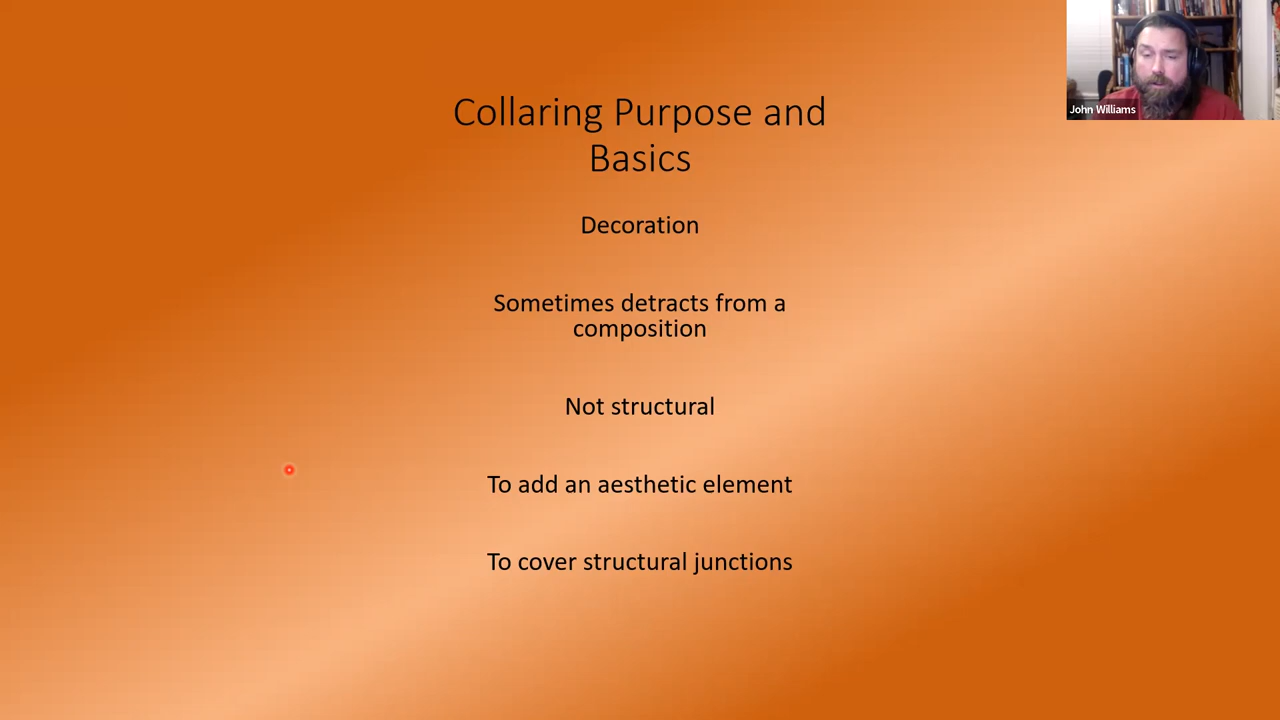 Collaring Purpose and
Basics
Decoration
Sometimes detracts from a
composition
Not structural
To add an aesthetic element
To cover structural junctions
John Williams